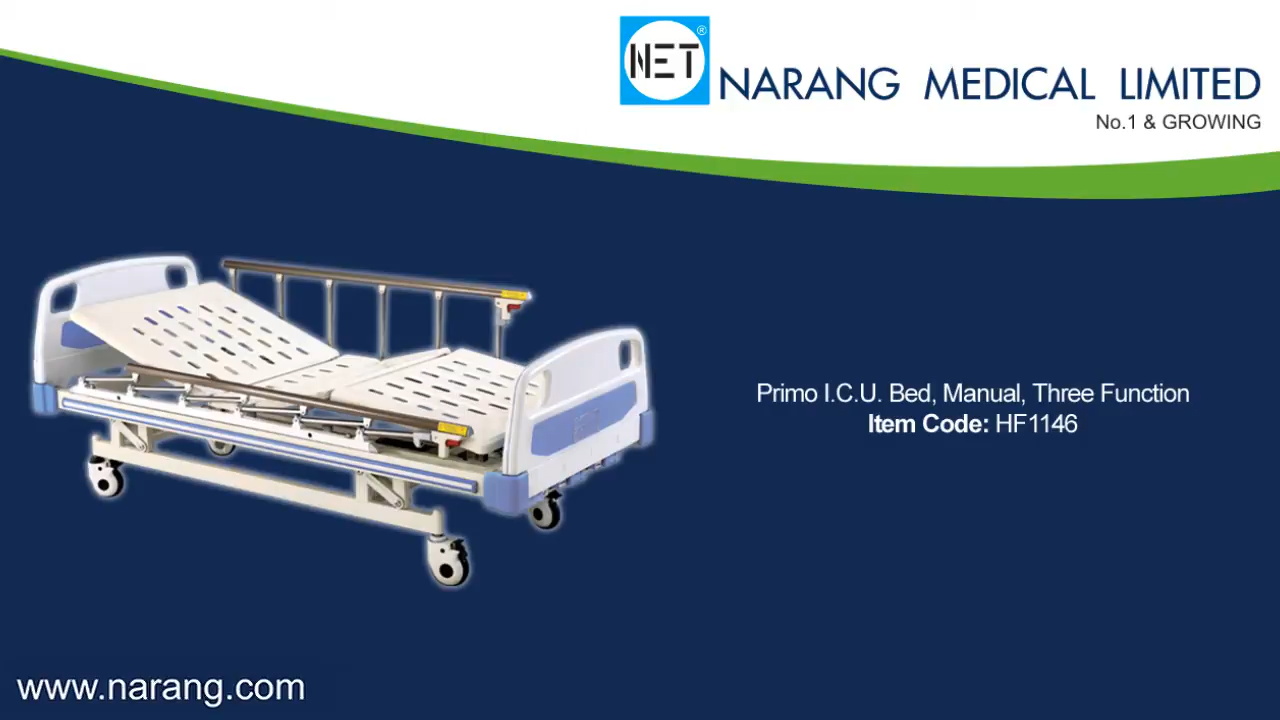 NET®
NARANG MEDICAL LIMITED
No.1 & GROWING
Primo I.C.U. Bed, Manual, Three Function
Item Code: HF1146
www.narang.com